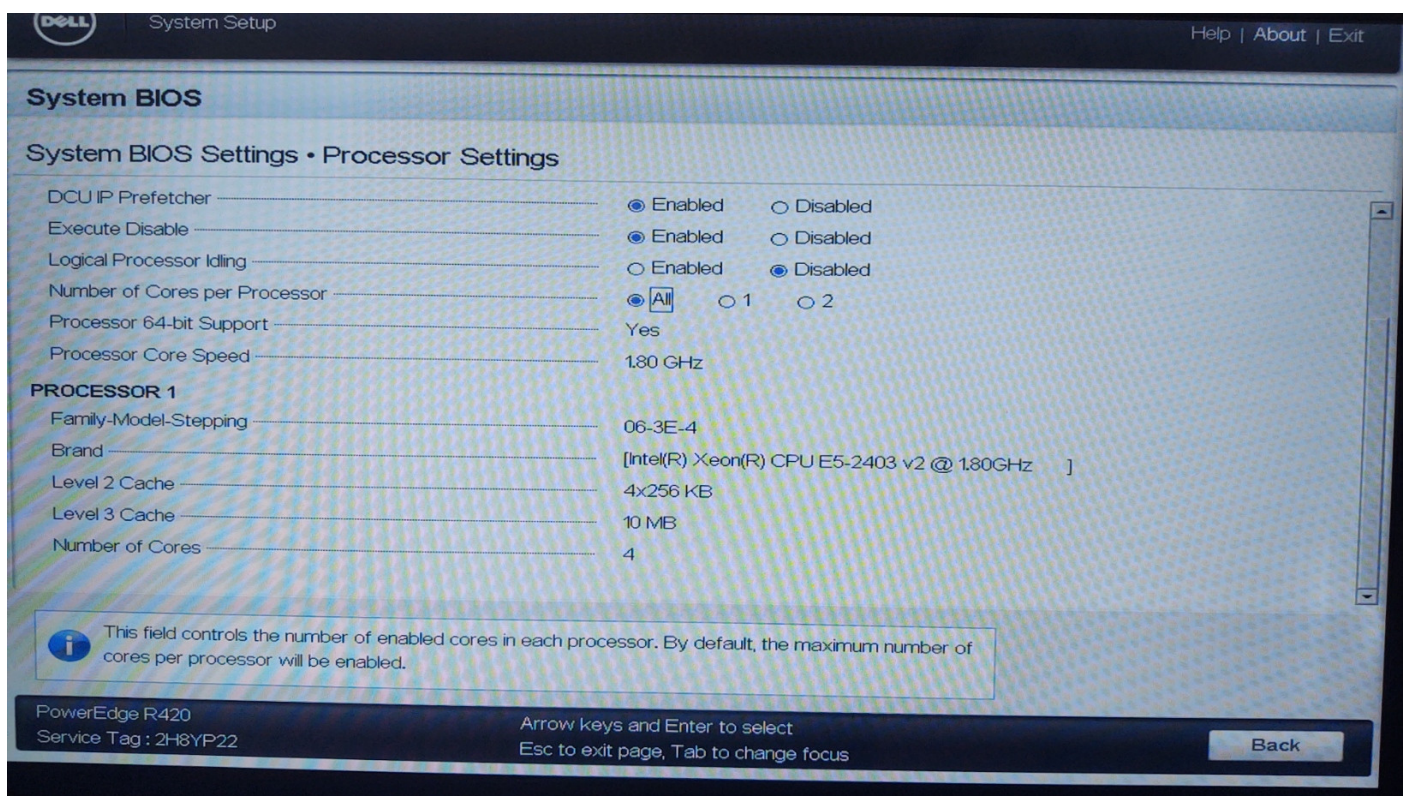 DELL
System Setup
Help | About | Exit
System BIOS
System BIOS Settings • Processor Settings
DCU IP Prefetcher Enabled Disabled
Execute Disable Enabled Disabled
Logical Processor Idling Enabled Disabled
Number of Cores per Processor All 1 2
Processor 64-bit Support Yes
Processor Core Speed 1.80 GHz
PROCESSOR 1
Family-Model-Stepping 06-3E-4
Brand [Intel(R) Xeon(R) CPU E5-2403 v2 @ 1.80GHz ]
Level 2 Cache 4x256 KB
Level 3 Cache 10 MB
Number of Cores 4
This field controls the number of enabled cores in each processor. By default, the maximum number of
cores per processor will be enabled.
PowerEdge R420
Service Tag : 2H8YP22
Arrow keys and Enter to select
Esc to exit page, Tab to change focus
Back